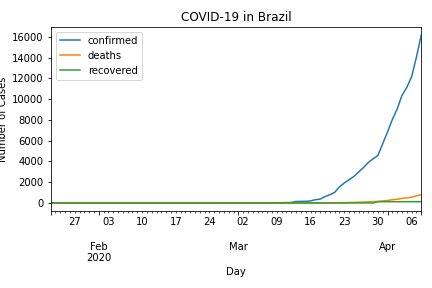 COVID-19 in Brazil
confirmed
deaths
recovered
16000
14000
12000
10000
8000
6000
4000
2000
0
Number of Cases
27 03 10 17 24 02 09 16 23 30 06
Feb Mar Apr
2020
Day